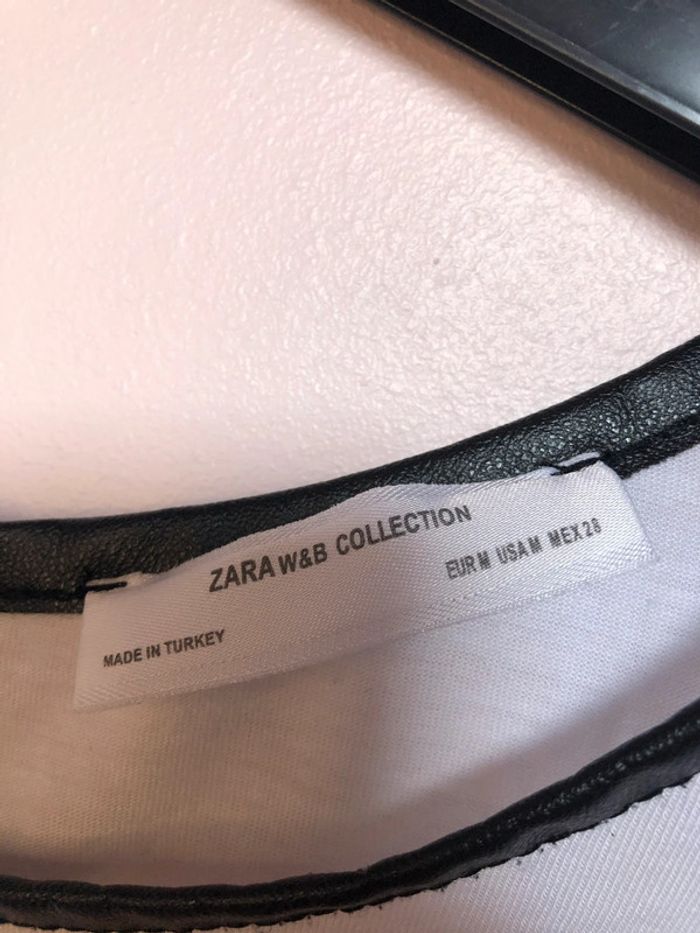 ZARA W&B COLLECTION
EUR M USA M MEX 28
MADE IN TURKEY